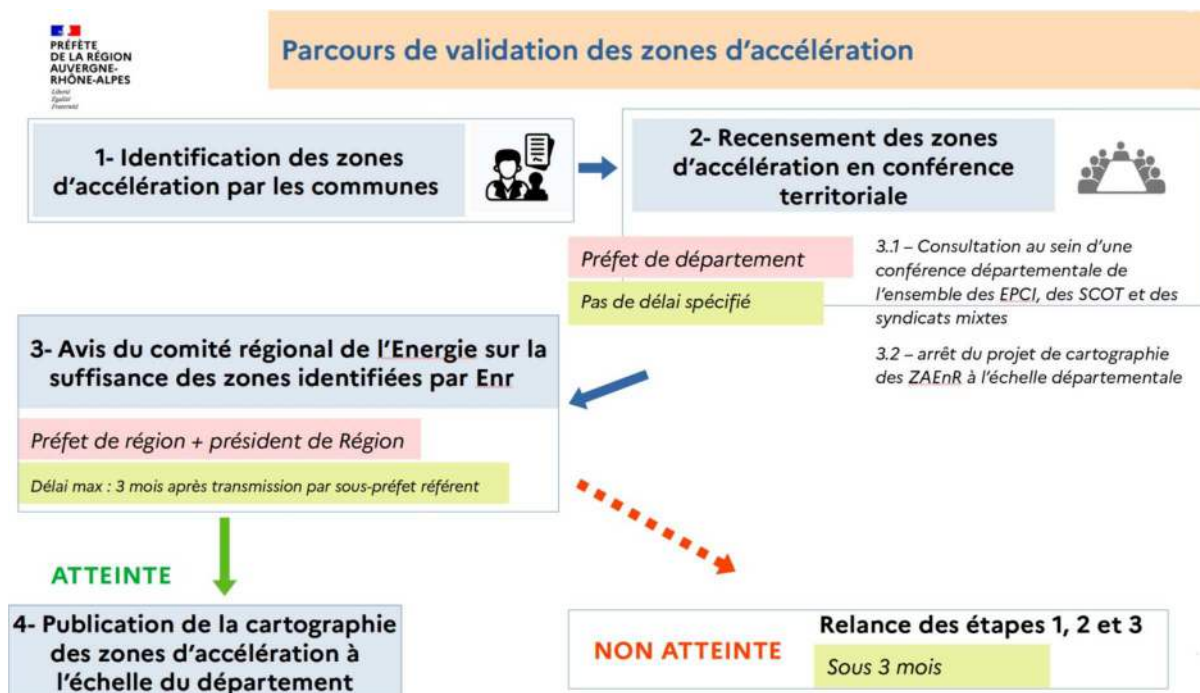 PRÉFÈTE
DE LA RÉGION
AUVERGNE-
RHÔNE-ALPES
Liberté
Égalité
Fraternité
Parcours de validation des zones d'accélération
1- Identification des zones
d'accélération par les communes
2- Recensement des zones
d'accélération en conférence
territoriale
Préfet de département
Pas de délai spécifié
3.1 – Consultation au sein d'une
conférence départementale de
l'ensemble des EPCI, des SCOT et des
syndicats mixtes
3.2 – arrêt du projet de cartographie
des ZAEnR à l'échelle départementale
3- Avis du comité régional de l'Energie sur la
suffisance des zones identifiées par Enr
Préfet de région + président de Région
Délai max : 3 mois après transmission par sous-préfet référent
ATTEINTE
4- Publication de la cartographie
des zones d'accélération à
l'échelle du département
NON ATTEINTE
Relance des étapes 1, 2 et 3
Sous 3 mois